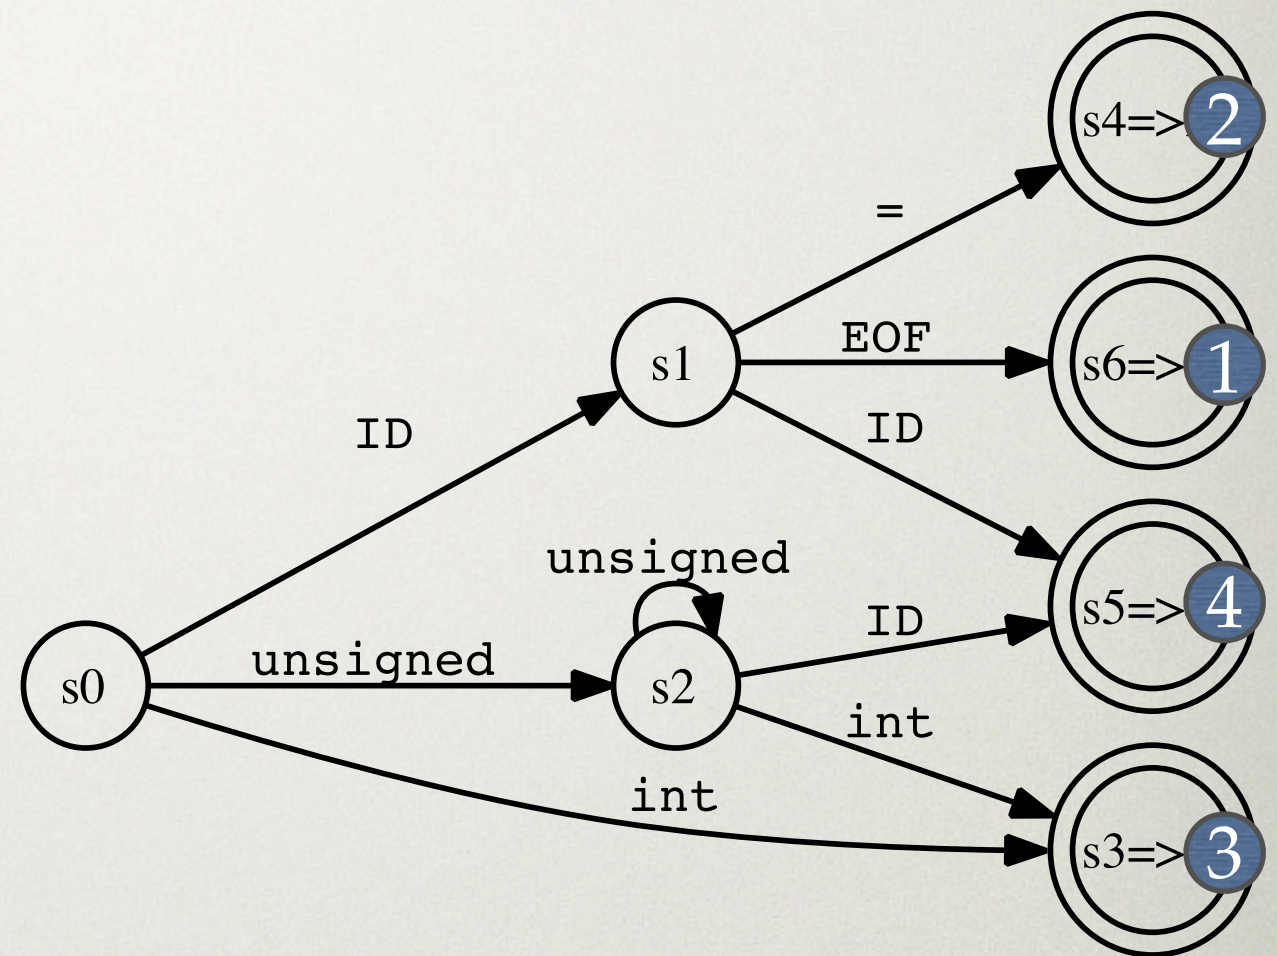 s4=> 2
=
EOF
s1
s6=> 1
ID
ID
unsigned
s5=> 4
ID
unsigned
s0
s2
int
int
s3=> 3